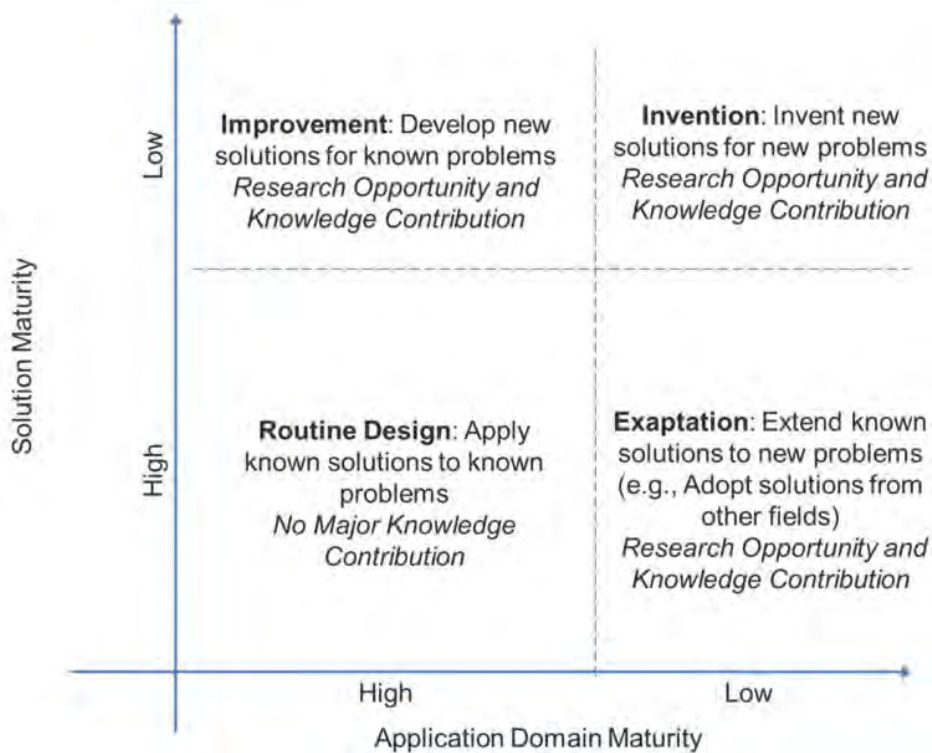 Improvement: Develop new
solutions for known problems
Research Opportunity and
Knowledge Contribution
Invention: Invent new
solutions for new problems
Research Opportunity and
Knowledge Contribution
Low
Solution Maturity
High
Routine Design: Apply
known solutions to known
problems
No Major Knowledge
Contribution
Exaptation: Extend known
solutions to new problems
(e.g., Adopt solutions from
other fields)
Research Opportunity and
Knowledge Contribution
High
Low
Application Domain Maturity